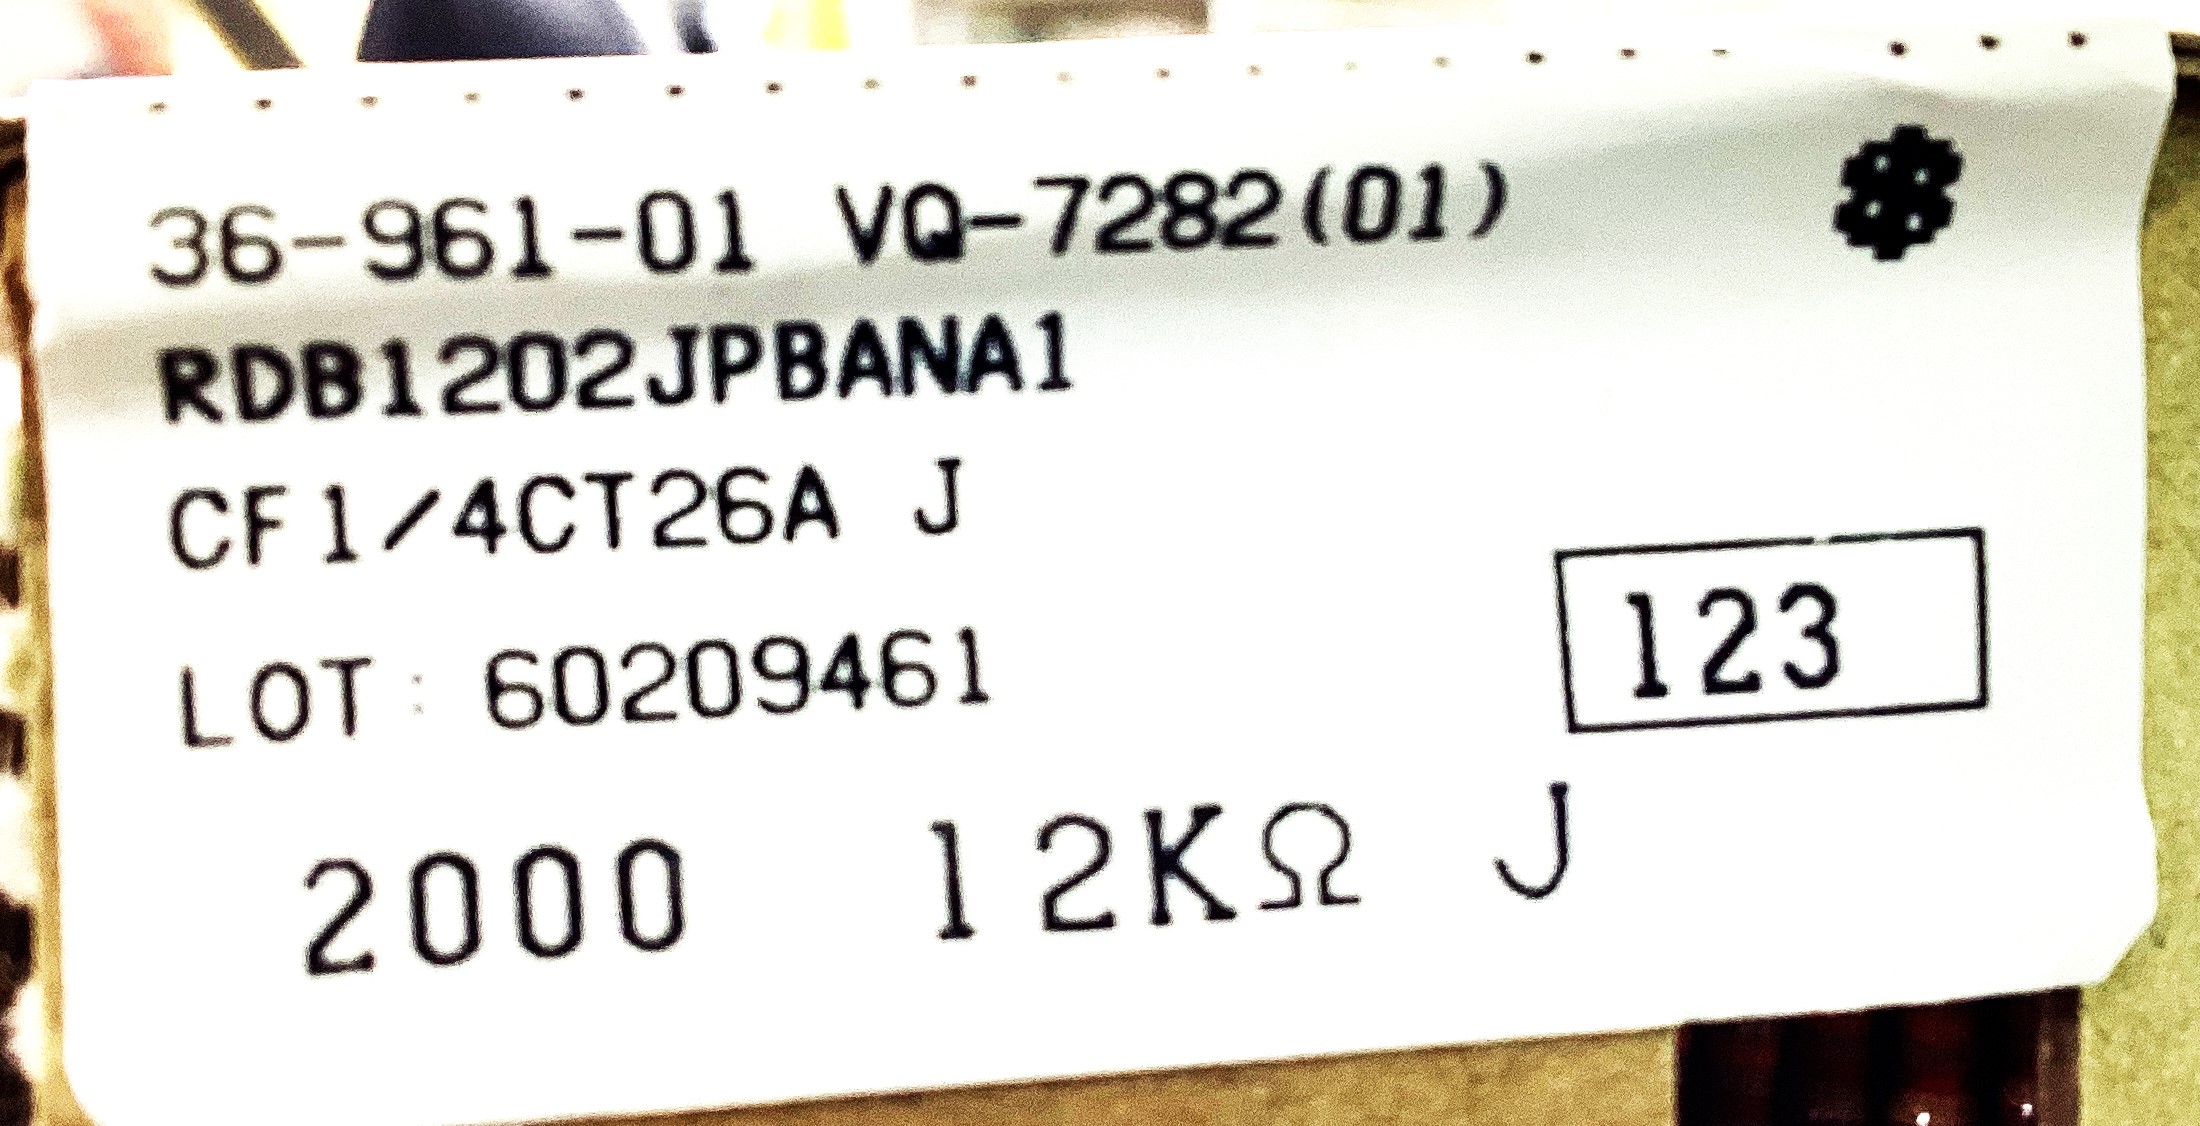 36-961-01 VQ-7282(01)
RDB1202JPBANA1
CF1/4CT26A J
LOT: 60209461
123
2000 12KΩ J